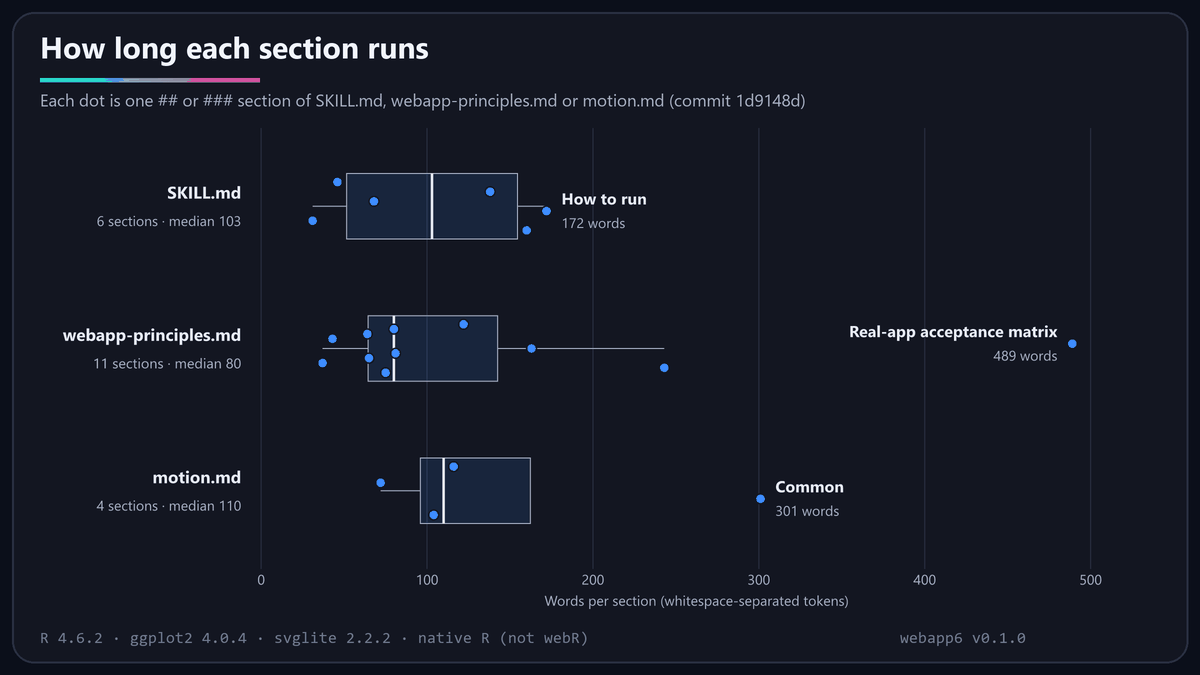 How long each section runs
Each dot is one ## or ### section of SKILL.md, webapp-principles.md or motion.md (commit 1d9148d)
SKILL.md
6 sections · median 103
How to run
172 words
webapp-principles.md
11 sections · median 80
Real-app acceptance matrix
489 words
motion.md
4 sections · median 110
Common
301 words
0 100 200 300 400 500
Words per section (whitespace-separated tokens)
R 4.6.2 · ggplot2 4.0.4 · svglite 2.2.2 · native R (not webR)
webapp6 v0.1.0